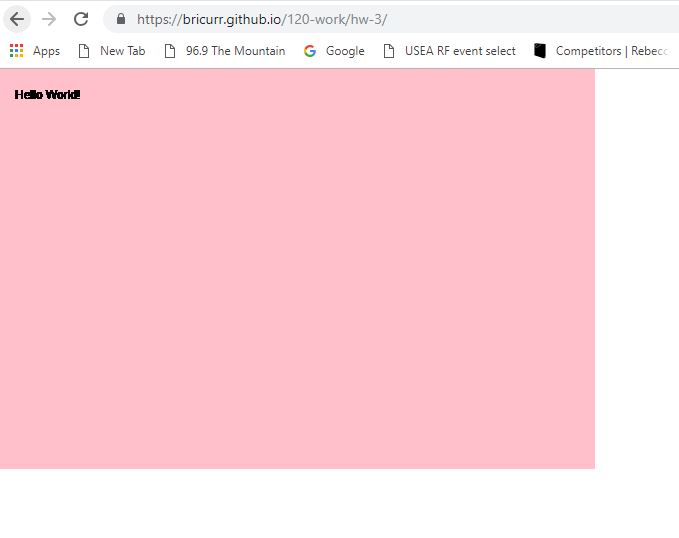 https://bricurr.github.io/120-work/hw-3/
Apps New Tab 96.9 The Mountain Google USEA RF event select Competitors | Rebecc
Hello World!